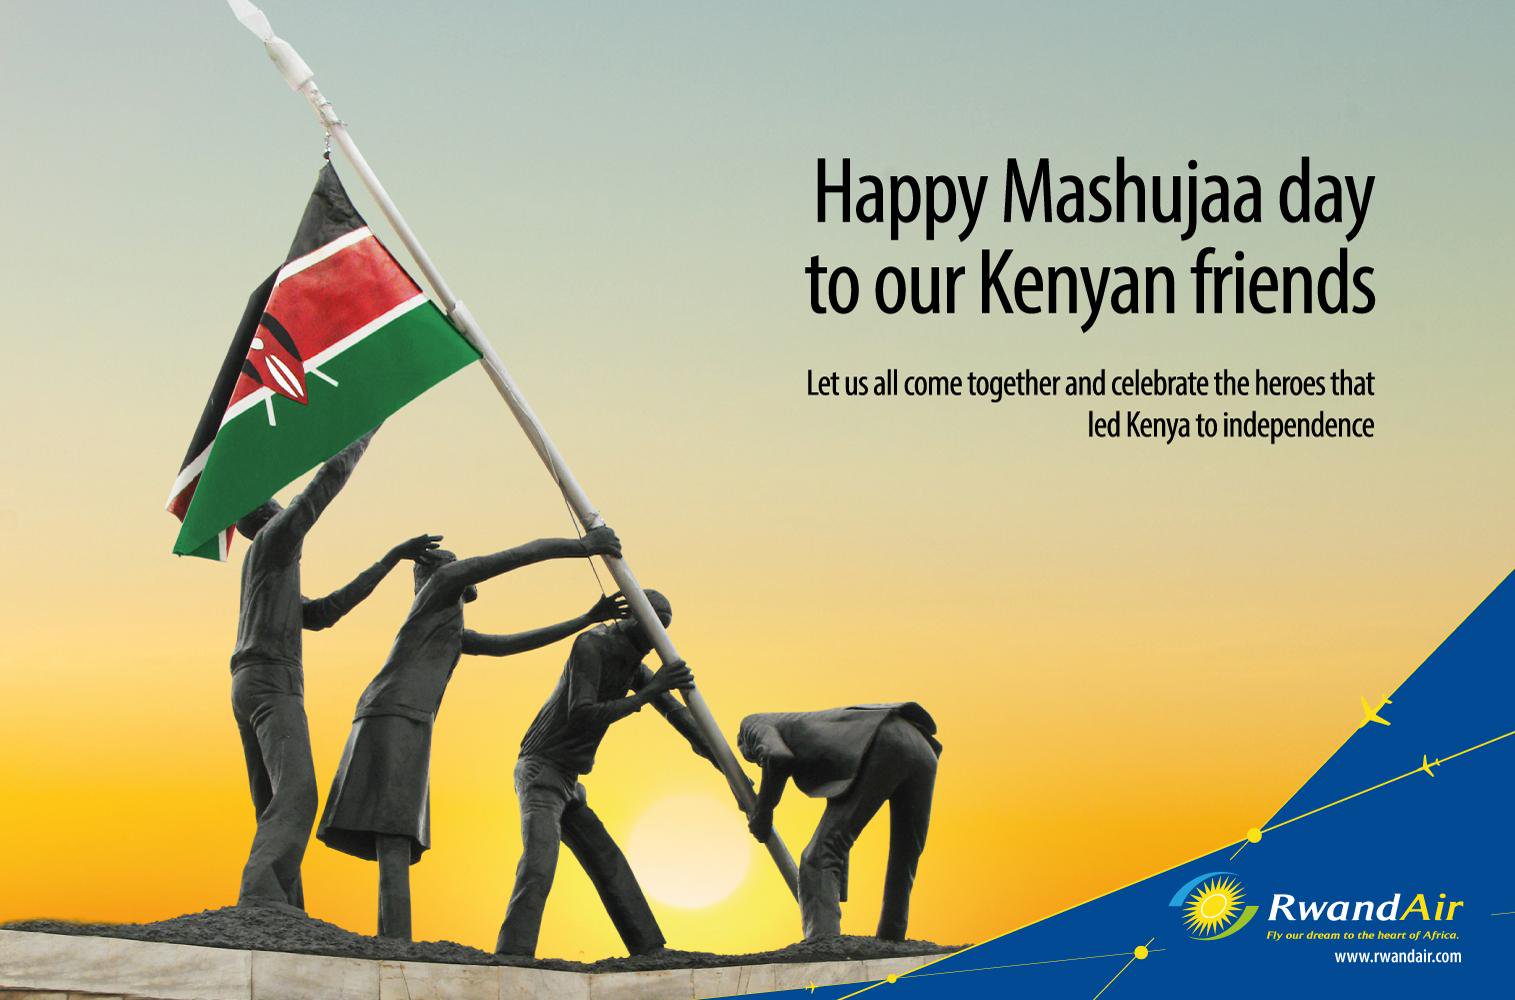 Happy Mashujaa day
to our Kenyan friends
Let us all come together and celebrate the heroes that
led Kenya to independence
RwandAir
Fly our dream to the heart of Africa.
www.rwandair.com